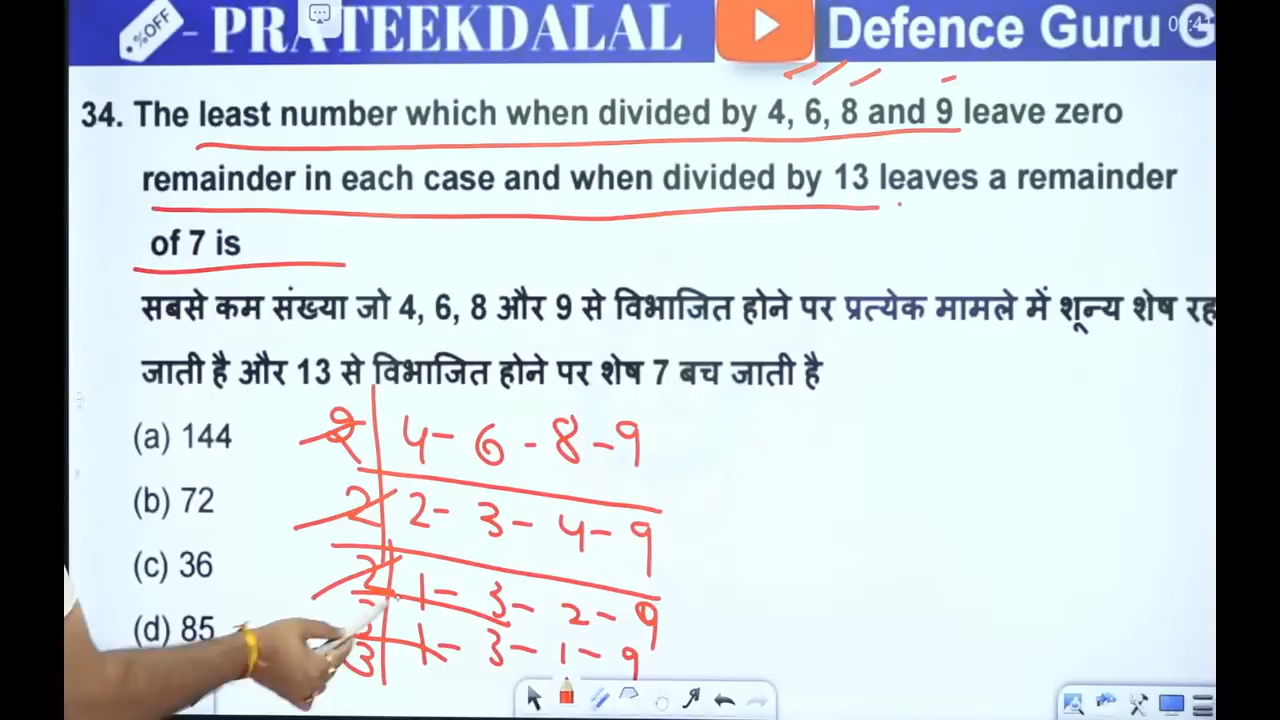 %OFF - PRATEEKDALAL Defence Guru G
34. The least number which when divided by 4, 6, 8 and 9 leave zero
remainder in each case and when divided by 13 leaves a remainder
of 7 is
सबसे कम संख्या जो 4, 6, 8 और 9 से विभाजित होने पर प्रत्येक मामले में शून्य शेष रह
जाती है और 13 से विभाजित होने पर शेष 7 बच जाती है
(a) 144
(b) 72
(c) 36
(d) 85
2 4 - 6 - 8 - 9
2 2 - 3 - 4 - 9
2 1 - 3 - 2 - 9
3 1 - 3 - 1 - 9